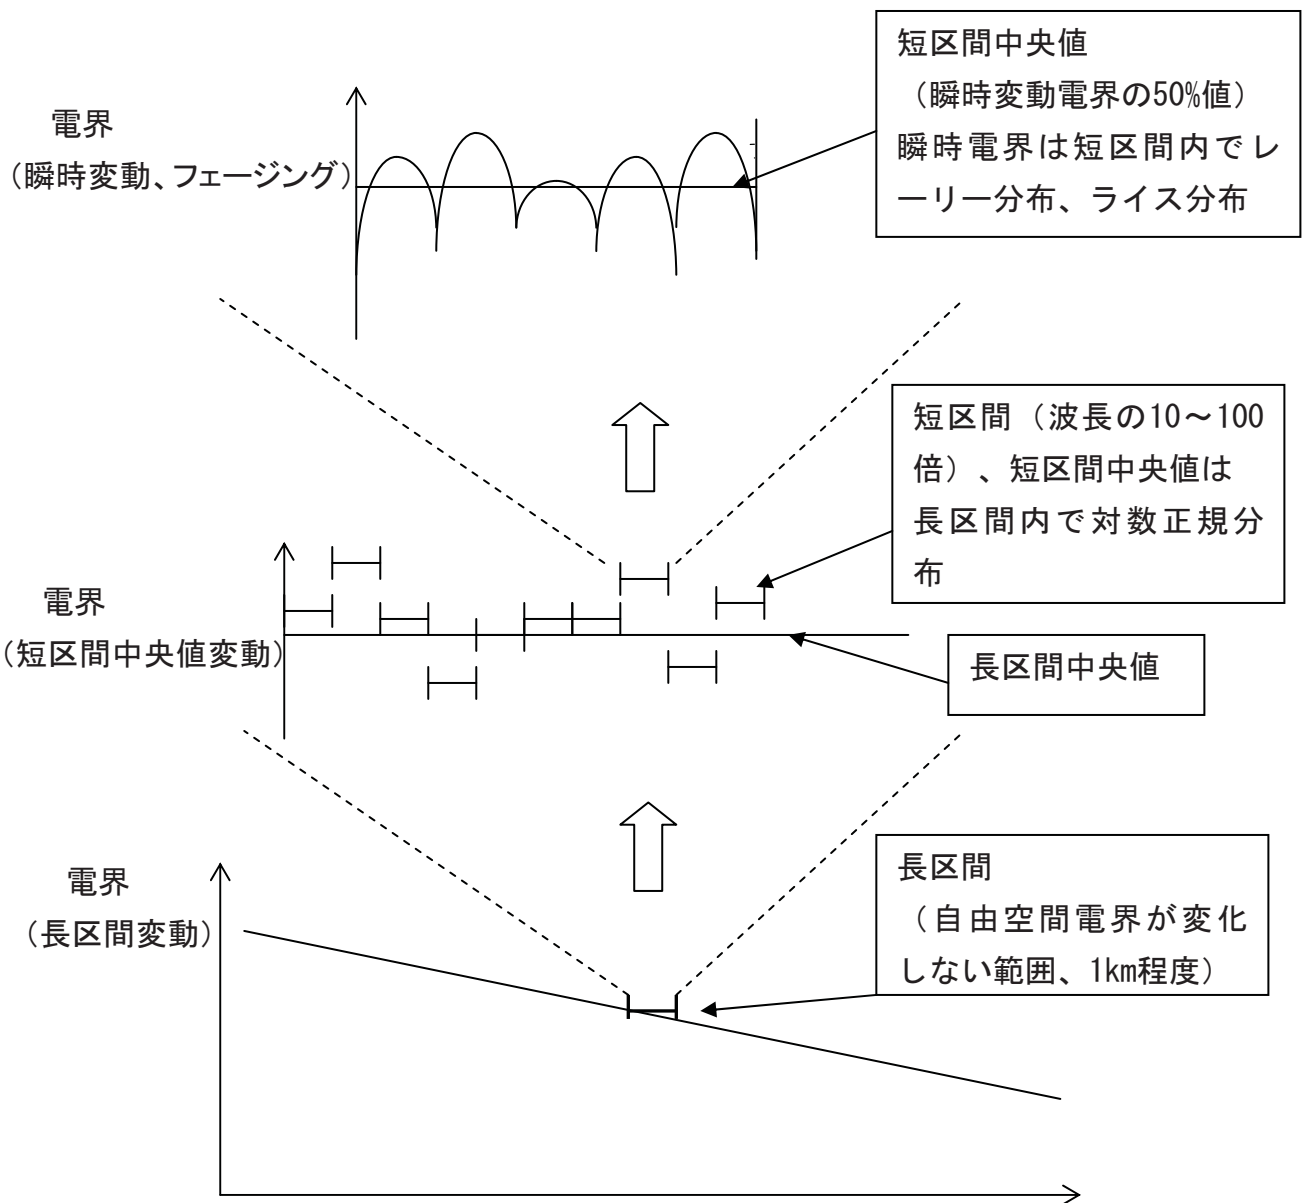 短区間中央値
（瞬時変動電界の50%値）
瞬時電界は短区間内でレ
ーリー分布、ライス分布
電界
（瞬時変動、フェージング）
短区間（波長の10～100
倍）、短区間中央値は
長区間内で対数正規分
布
電界
（短区間中央値変動）
長区間中央値
長区間
（自由空間電界が変化
しない範囲、1km程度）
電界
（長区間変動）